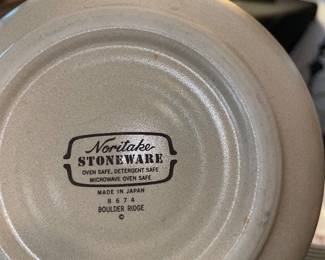 Noritake
STONEWARE
OVEN SAFE, DETERGENT SAFE
MICROWAVE OVEN SAFE
MADE IN JAPAN
8674
BOULDER RIDGE
©